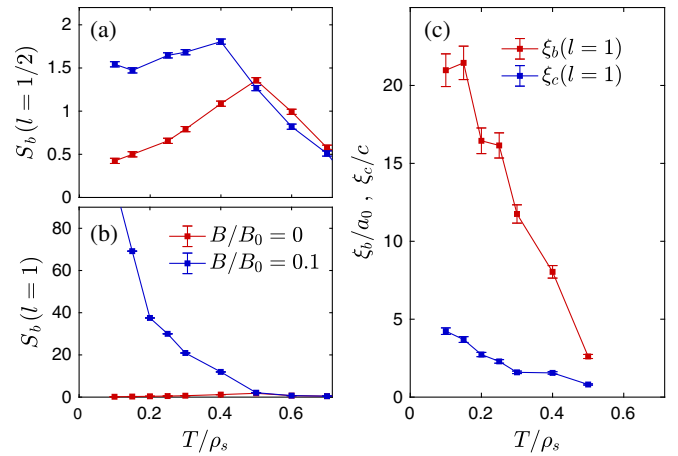 (a)
S_b (l = 1/2)
2
1.5
1
0.5
0
(b)
S_b (l = 1)
80
60
40
20
0
B/B_0 = 0
B/B_0 = 0.1
0 0.2 0.4 0.6
T/ρ_s
(c)
ξ_b(l = 1)
ξ_c(l = 1)
ξ_b/a_0 , ξ_c/c
20
15
10
5
0
0 0.2 0.4 0.6
T/ρ_s